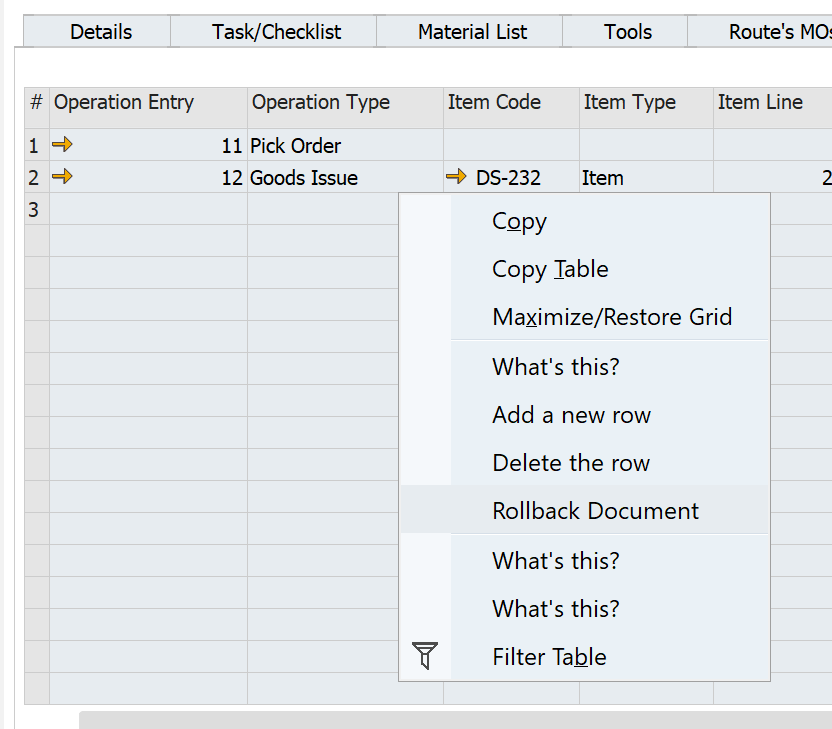 Details Task/Checklist Material List Tools Route's MOs
# Operation Entry Operation Type Item Code Item Type Item Line
1 11 Pick Order
2 12 Goods Issue DS-232 Item 2
3
Copy
Copy Table
Maximize/Restore Grid
What's this?
Add a new row
Delete the row
Rollback Document
What's this?
What's this?
Filter Table